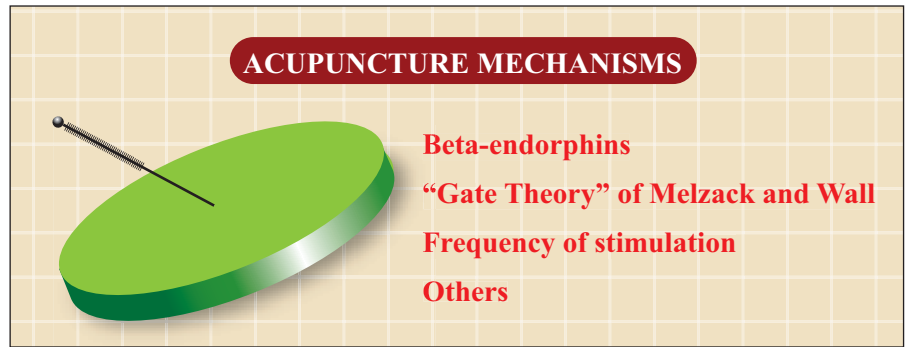 ACUPUNCTURE MECHANISMS
Beta-endorphins
“Gate Theory” of Melzack and Wall
Frequency of stimulation
Others